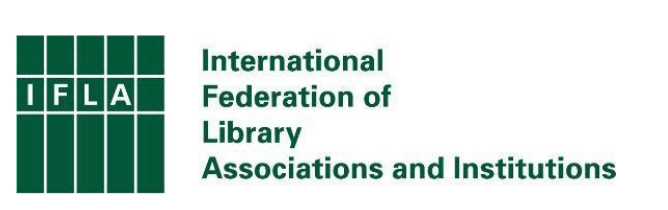 IFLA
International
Federation of
Library
Associations and Institutions